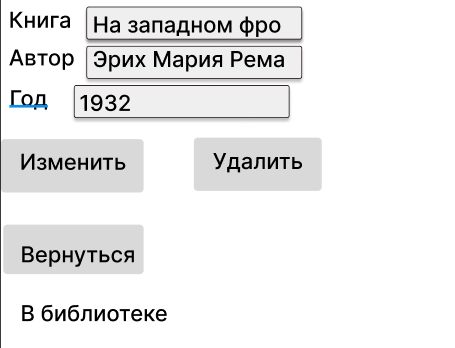 Книга На западном фро
Автор Эрих Мария Рема
Год 1932
Изменить Удалить
Вернуться
В библиотеке